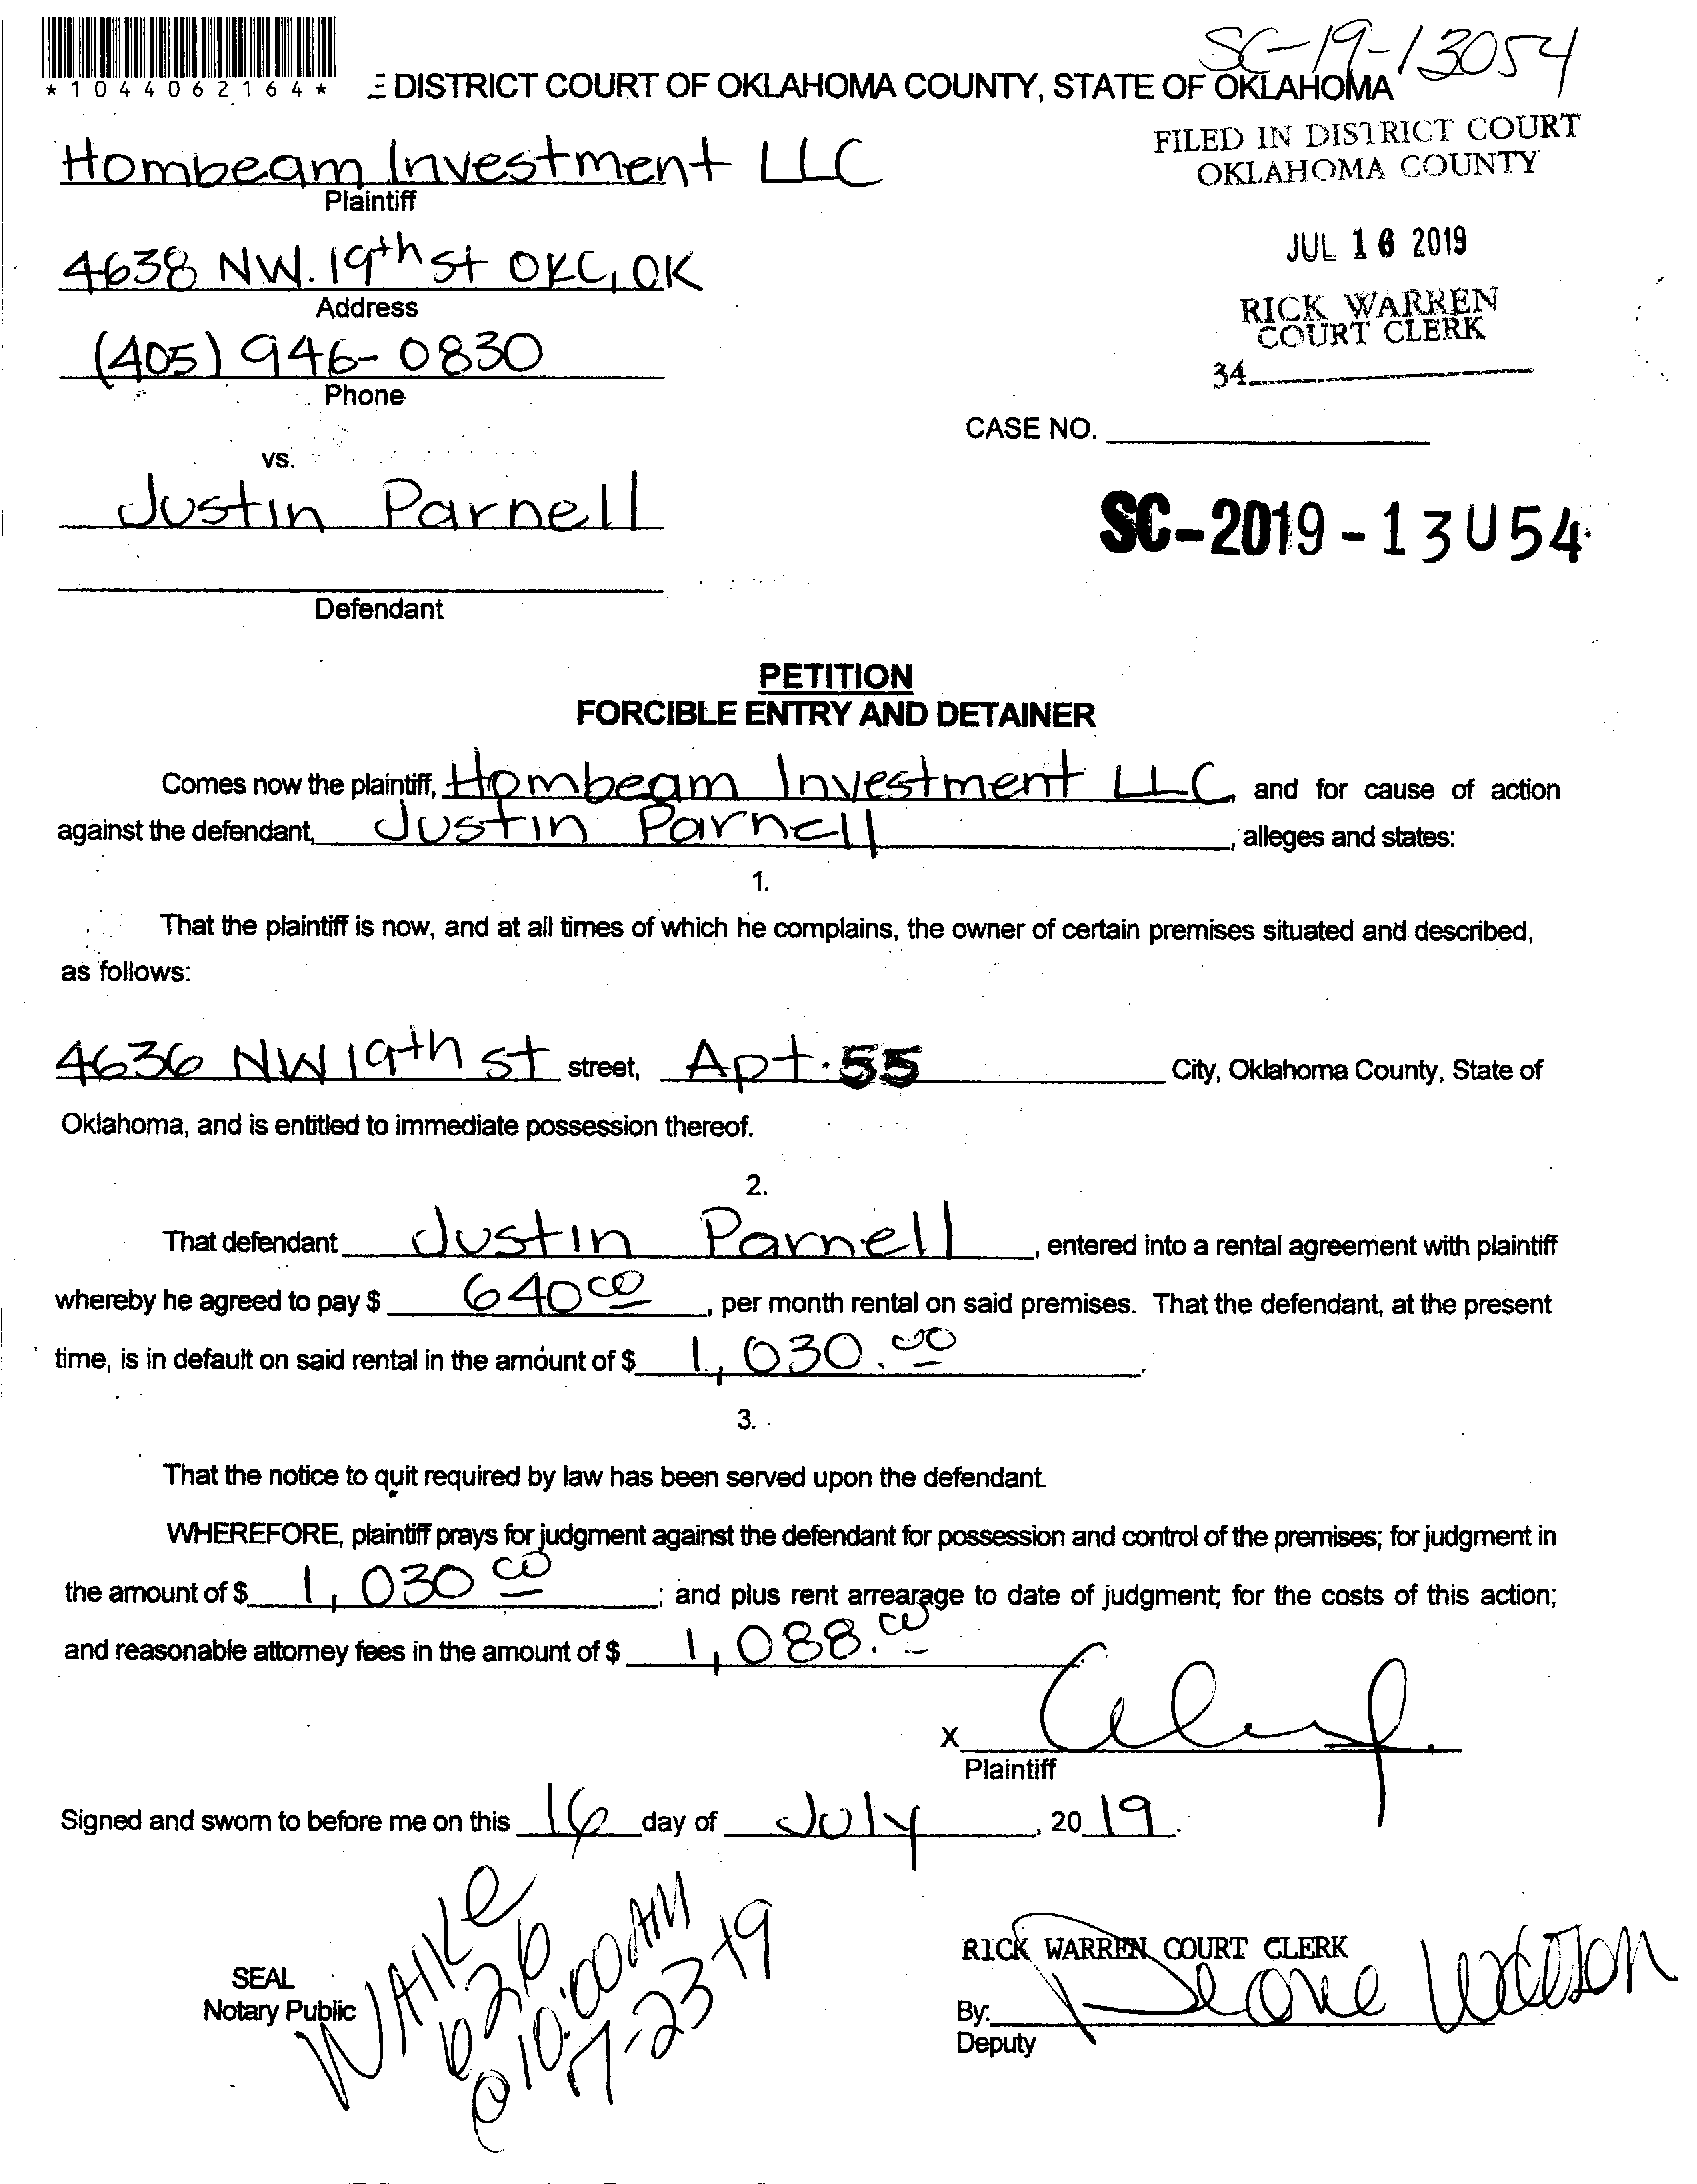 SC-19-13054
*1044062164*
DISTRICT COURT OF OKLAHOMA COUNTY, STATE OF OKLAHOMA
FILED IN DISTRICT COURT
OKLAHOMA COUNTY
Hombeam Investment LLC
Plaintiff
JUL 16 2019
4638 NW. 19th St OKC, OK
Address
RICK WARREN
COURT CLERK
(405) 946-0830
34
Phone
CASE NO.
vs.
Justin Parnell
SC-2019-13U54
Defendant
PETITION
FORCIBLE ENTRY AND DETAINER
Comes now the plaintiff, Hombeam Investment LLC, and for cause of action
against the defendant, Justin Parnell, alleges and states:
1.
That the plaintiff is now, and at all times of which he complains, the owner of certain premises situated and described,
as follows:
4636 NW 19th St street, Apt. 55 City, Oklahoma County, State of
Oklahoma, and is entitled to immediate possession thereof.
2.
That defendant Justin Parnell, entered into a rental agreement with plaintiff
whereby he agreed to pay $ 640 00, per month rental on said premises. That the defendant, at the present
time, is in default on said rental in the amount of $ 1,030.00.
3.
That the notice to quit required by law has been served upon the defendant.
WHEREFORE, plaintiff prays for judgment against the defendant for possession and control of the premises; for judgment in
the amount of $ 1,030 00; and plus rent arrearage to date of judgment; for the costs of this action;
and reasonable attorney fees in the amount of $ 1,088.00
X
Plaintiff
Signed and sworn to before me on this 16 day of July, 2019.
WAIKE
626
@ 10:00 AM
7-23-19
RICK WARREN COURT CLERK
SEAL
Notary Public
By:
Deputy